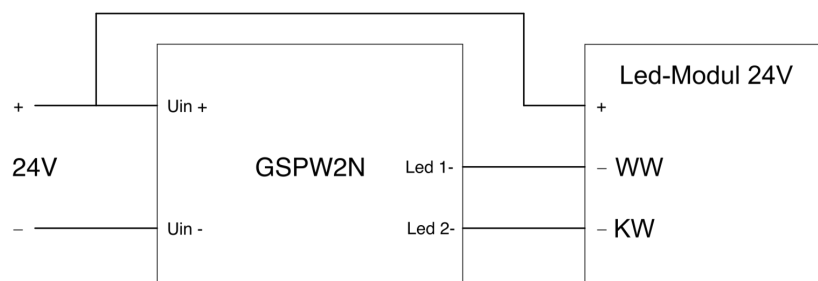 Led-Modul 24V
+ Uin + +
24V GSPW2N Led 1- – WW
– Uin - Led 2- – KW